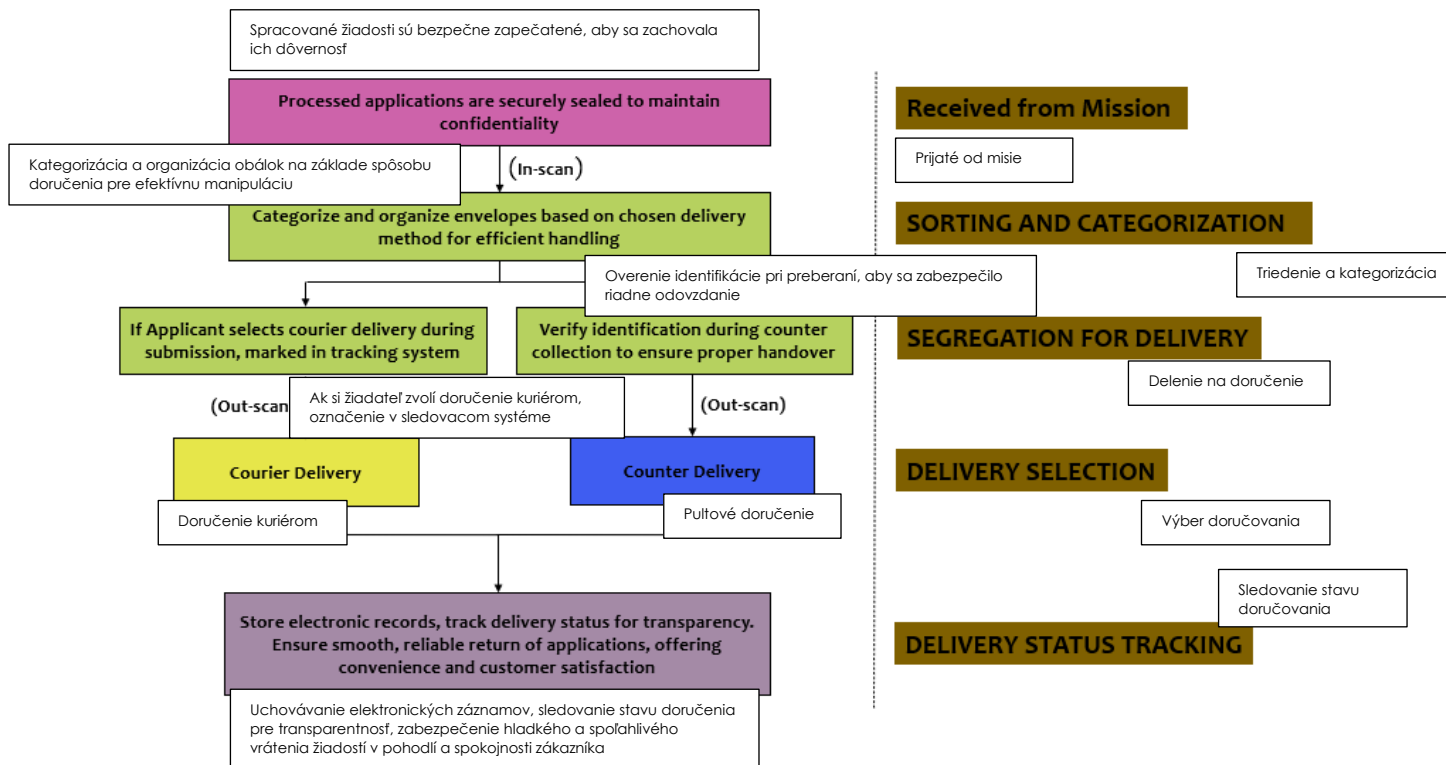 Spracované žiadosti sú bezpečne zapečatené, aby sa zachovala
ich dôvernosť
Processed applications are securely sealed to maintain
confidentiality
Kategorizácia a organizácia obálok na základe spôsobu
doručenia pre efektívnu manipuláciu
(In-scan)
Categorize and organize envelopes based on chosen delivery
method for efficient handling
Overenie identifikácie pri preberaní, aby sa zabezpečilo
riadne odovzdanie
If Applicant selects courier delivery during
submission, marked in tracking system
Verify identification during counter
collection to ensure proper handover
(Out-scan
Ak si žiadateľ zvolí doručenie kuriérom,
označenie v sledovacom systéme
(Out-scan)
Courier Delivery
Counter Delivery
Doručenie kuriérom
Pultové doručenie
Store electronic records, track delivery status for transparency.
Ensure smooth, reliable return of applications, offering
convenience and customer satisfaction
Uchovávanie elektronických záznamov, sledovanie stavu doručenia
pre transparentnosť, zabezpečenie hladkého a spoľahlivého
vrátenia žiadostí v pohodlí a spokojnosti zákazníka
Received from Mission
Prijaté od misie
SORTING AND CATEGORIZATION
Triedenie a kategorizácia
SEGREGATION FOR DELIVERY
Delenie na doručenie
DELIVERY SELECTION
Výber doručovania
Sledovanie stavu
doručovania
DELIVERY STATUS TRACKING